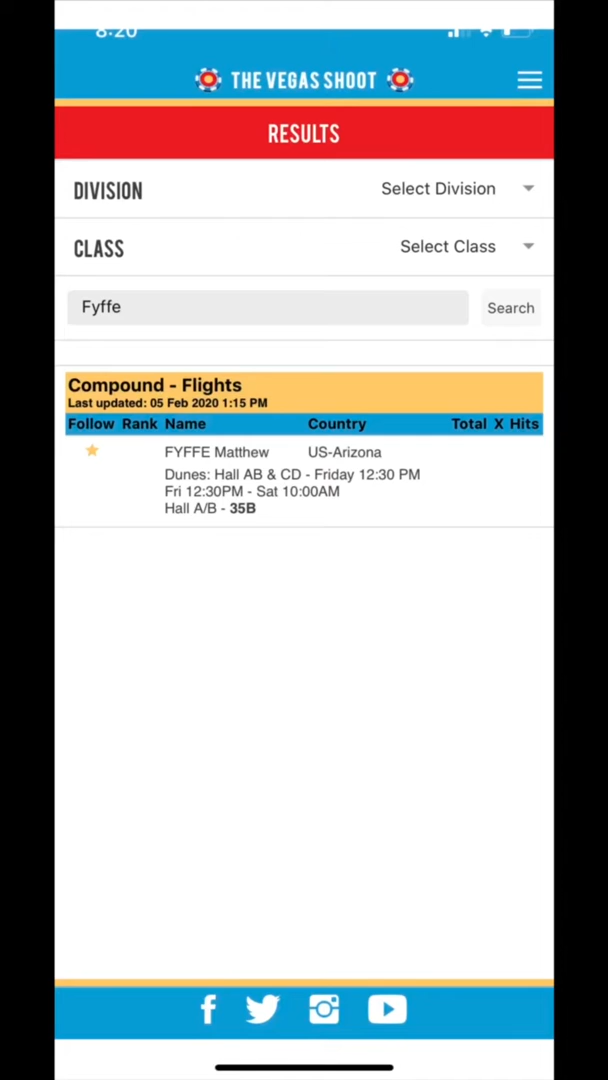 8:20
THE VEGAS SHOOT
RESULTS
DIVISION Select Division
CLASS Select Class
Fyffe Search
Compound - Flights
Last updated: 05 Feb 2020 1:15 PM
Follow Rank Name Country Total X Hits
FYFFE Matthew US-Arizona
Dunes: Hall AB & CD - Friday 12:30 PM
Fri 12:30PM - Sat 10:00AM
Hall A/B - 35B